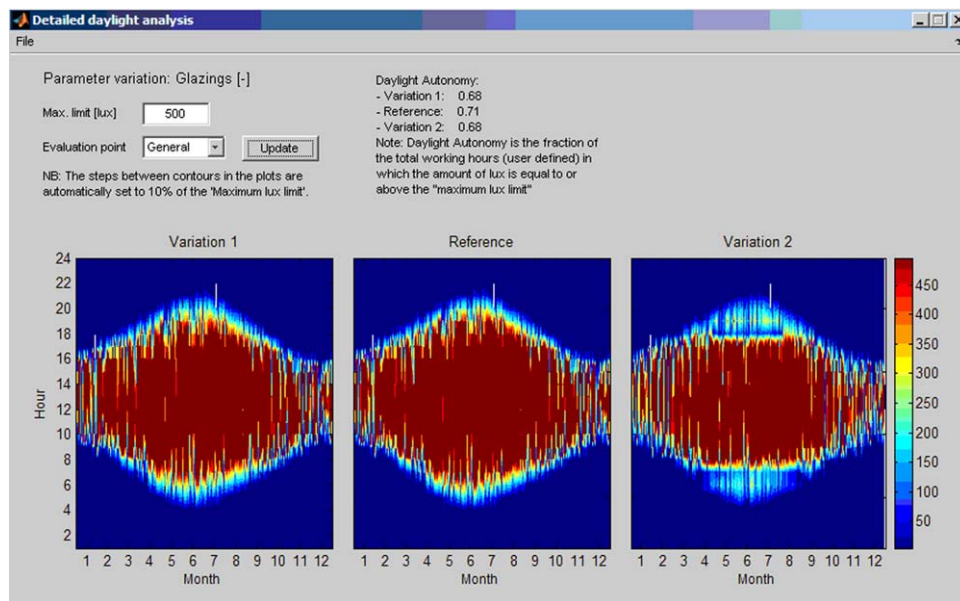 Detailed daylight analysis
File
Parameter variation: Glazings [-]
Max. limit [lux]
500
Evaluation point
General
Update
NB: The steps between contours in the plots are
automatically set to 10% of the 'Maximum lux limit'.
Daylight Autonomy:
- Variation 1: 0.68
- Reference: 0.71
- Variation 2: 0.68
Note: Daylight Autonomy is the fraction of
the total working hours (user defined) in
which the amount of lux is equal to or
above the "maximum lux limit"
Variation 1
Reference
Variation 2
24
22
20
18
16
14
12
10
8
6
4
2
Hour
1 2 3 4 5 6 7 8 9 10 11 12
Month
1 2 3 4 5 6 7 8 9 10 11 12
Month
1 2 3 4 5 6 7 8 9 10 11 12
Month
450
400
350
300
250
200
150
100
50